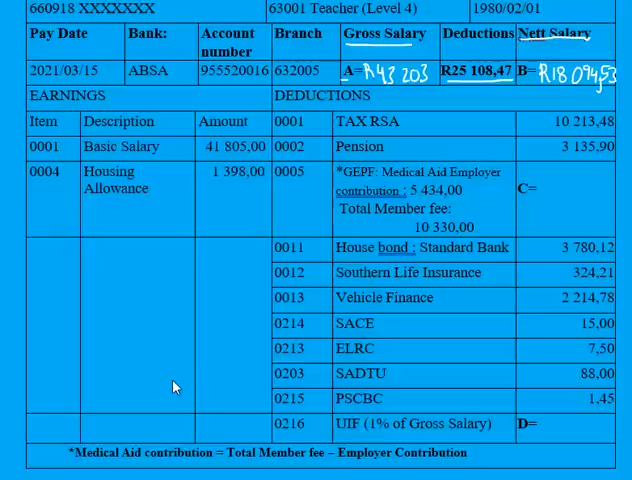 660918 XXXXXXX 63001 Teacher (Level 4) 1980/02/01
Pay Date Bank: Account number Branch Gross Salary Deductions Nett Salary
2021/03/15 ABSA 955520016 632005 A= R43 203 R25 108,47 B= R18 094,53
EARNINGS DEDUCTIONS
Item Description Amount 0001 TAX RSA 10 213,48
0001 Basic Salary 41 805,00 0002 Pension 3 135,90
0004 Housing Allowance 1 398,00 0005 *GEPF: Medical Aid Employer
contribution : 5 434,00 C=
Total Member fee:
10 330,00
0011 House bond : Standard Bank 3 780,12
0012 Southern Life Insurance 324,21
0013 Vehicle Finance 2 214,78
0214 SACE 15,00
0213 ELRC 7,50
0203 SADTU 88,00
0215 PSCBC 1,45
0216 UIF (1% of Gross Salary) D=
*Medical Aid contribution = Total Member fee – Employer Contribution